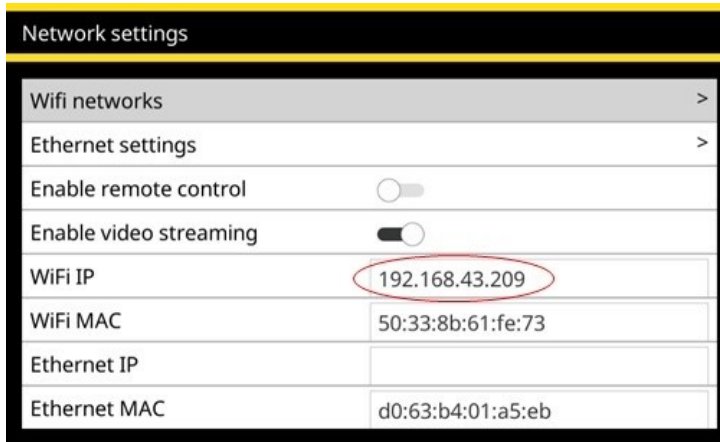 Network settings
Wifi networks >
Ethernet settings >
Enable remote control
Enable video streaming
WiFi IP 192.168.43.209
WiFi MAC 50:33:8b:61:fe:73
Ethernet IP
Ethernet MAC d0:63:b4:01:a5:eb